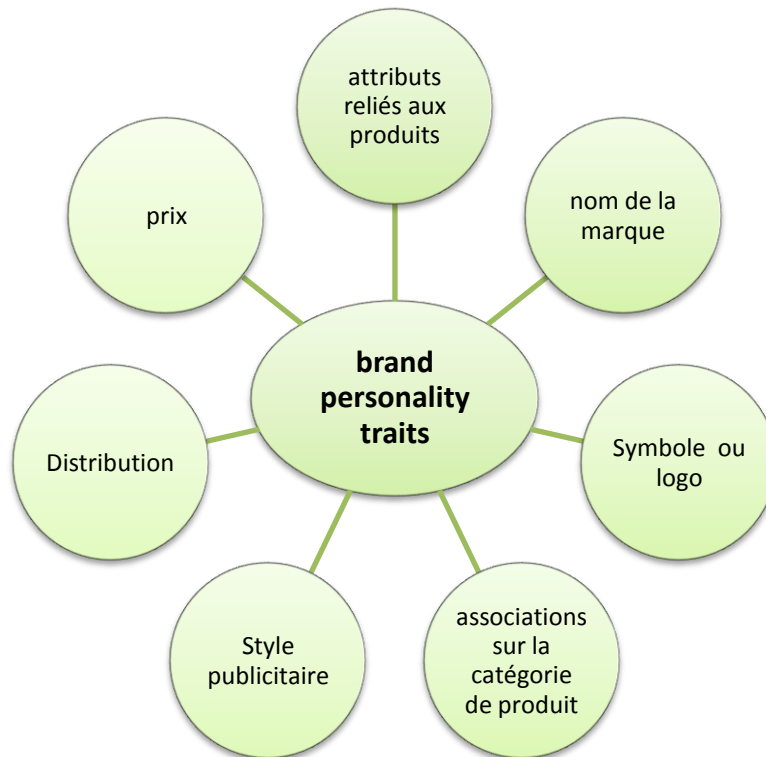 attributs
reliés aux
produits
nom de la
marque
Symbole ou
logo
associations
sur la
catégorie
de produit
Style
publicitaire
Distribution
prix
brand
personality
traits